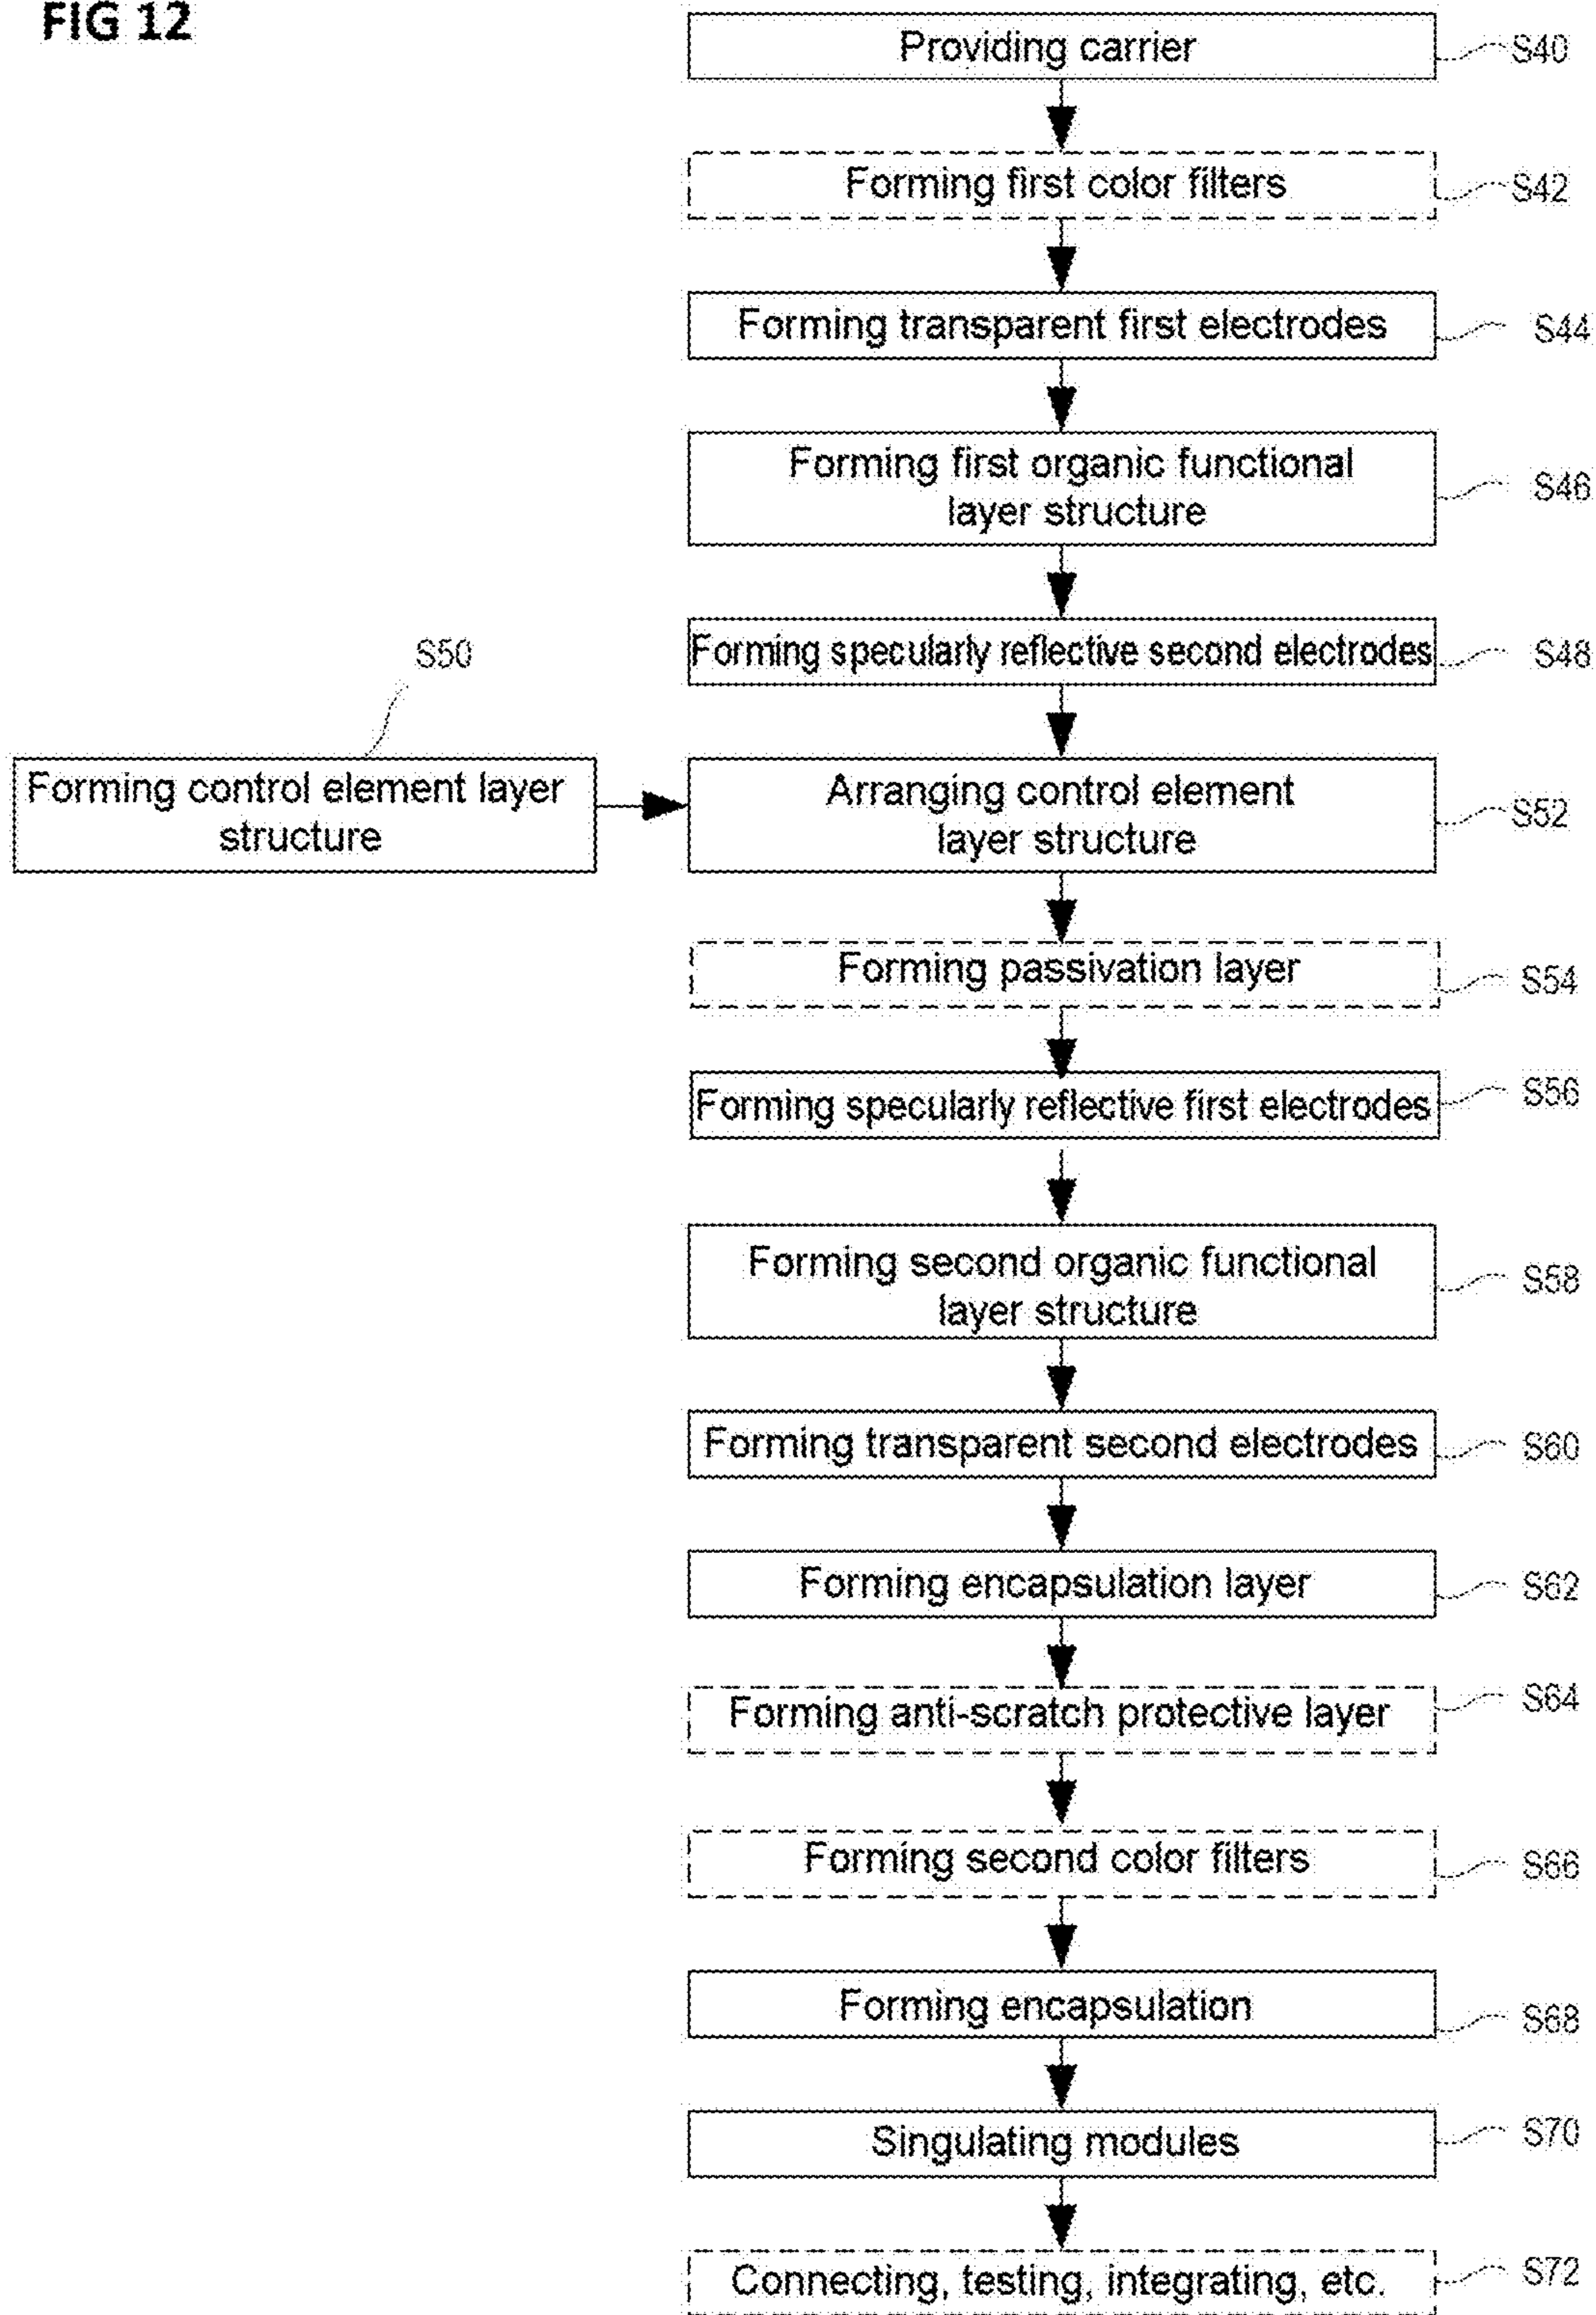 FIG 12
Providing carrier
S40
Forming first color filters
S42
Forming transparent first electrodes
S44
Forming first organic functional
layer structure
S46
Forming specularly reflective second electrodes
S48
S50
Forming control element layer
structure
Arranging control element
layer structure
S52
Forming passivation layer
S54
Forming specularly reflective first electrodes
S56
Forming second organic functional
layer structure
S58
Forming transparent second electrodes
S60
Forming encapsulation layer
S62
Forming anti-scratch protective layer
S64
Forming second color filters
S66
Forming encapsulation
S68
Singulating modules
S70
Connecting, testing, integrating, etc.
S72